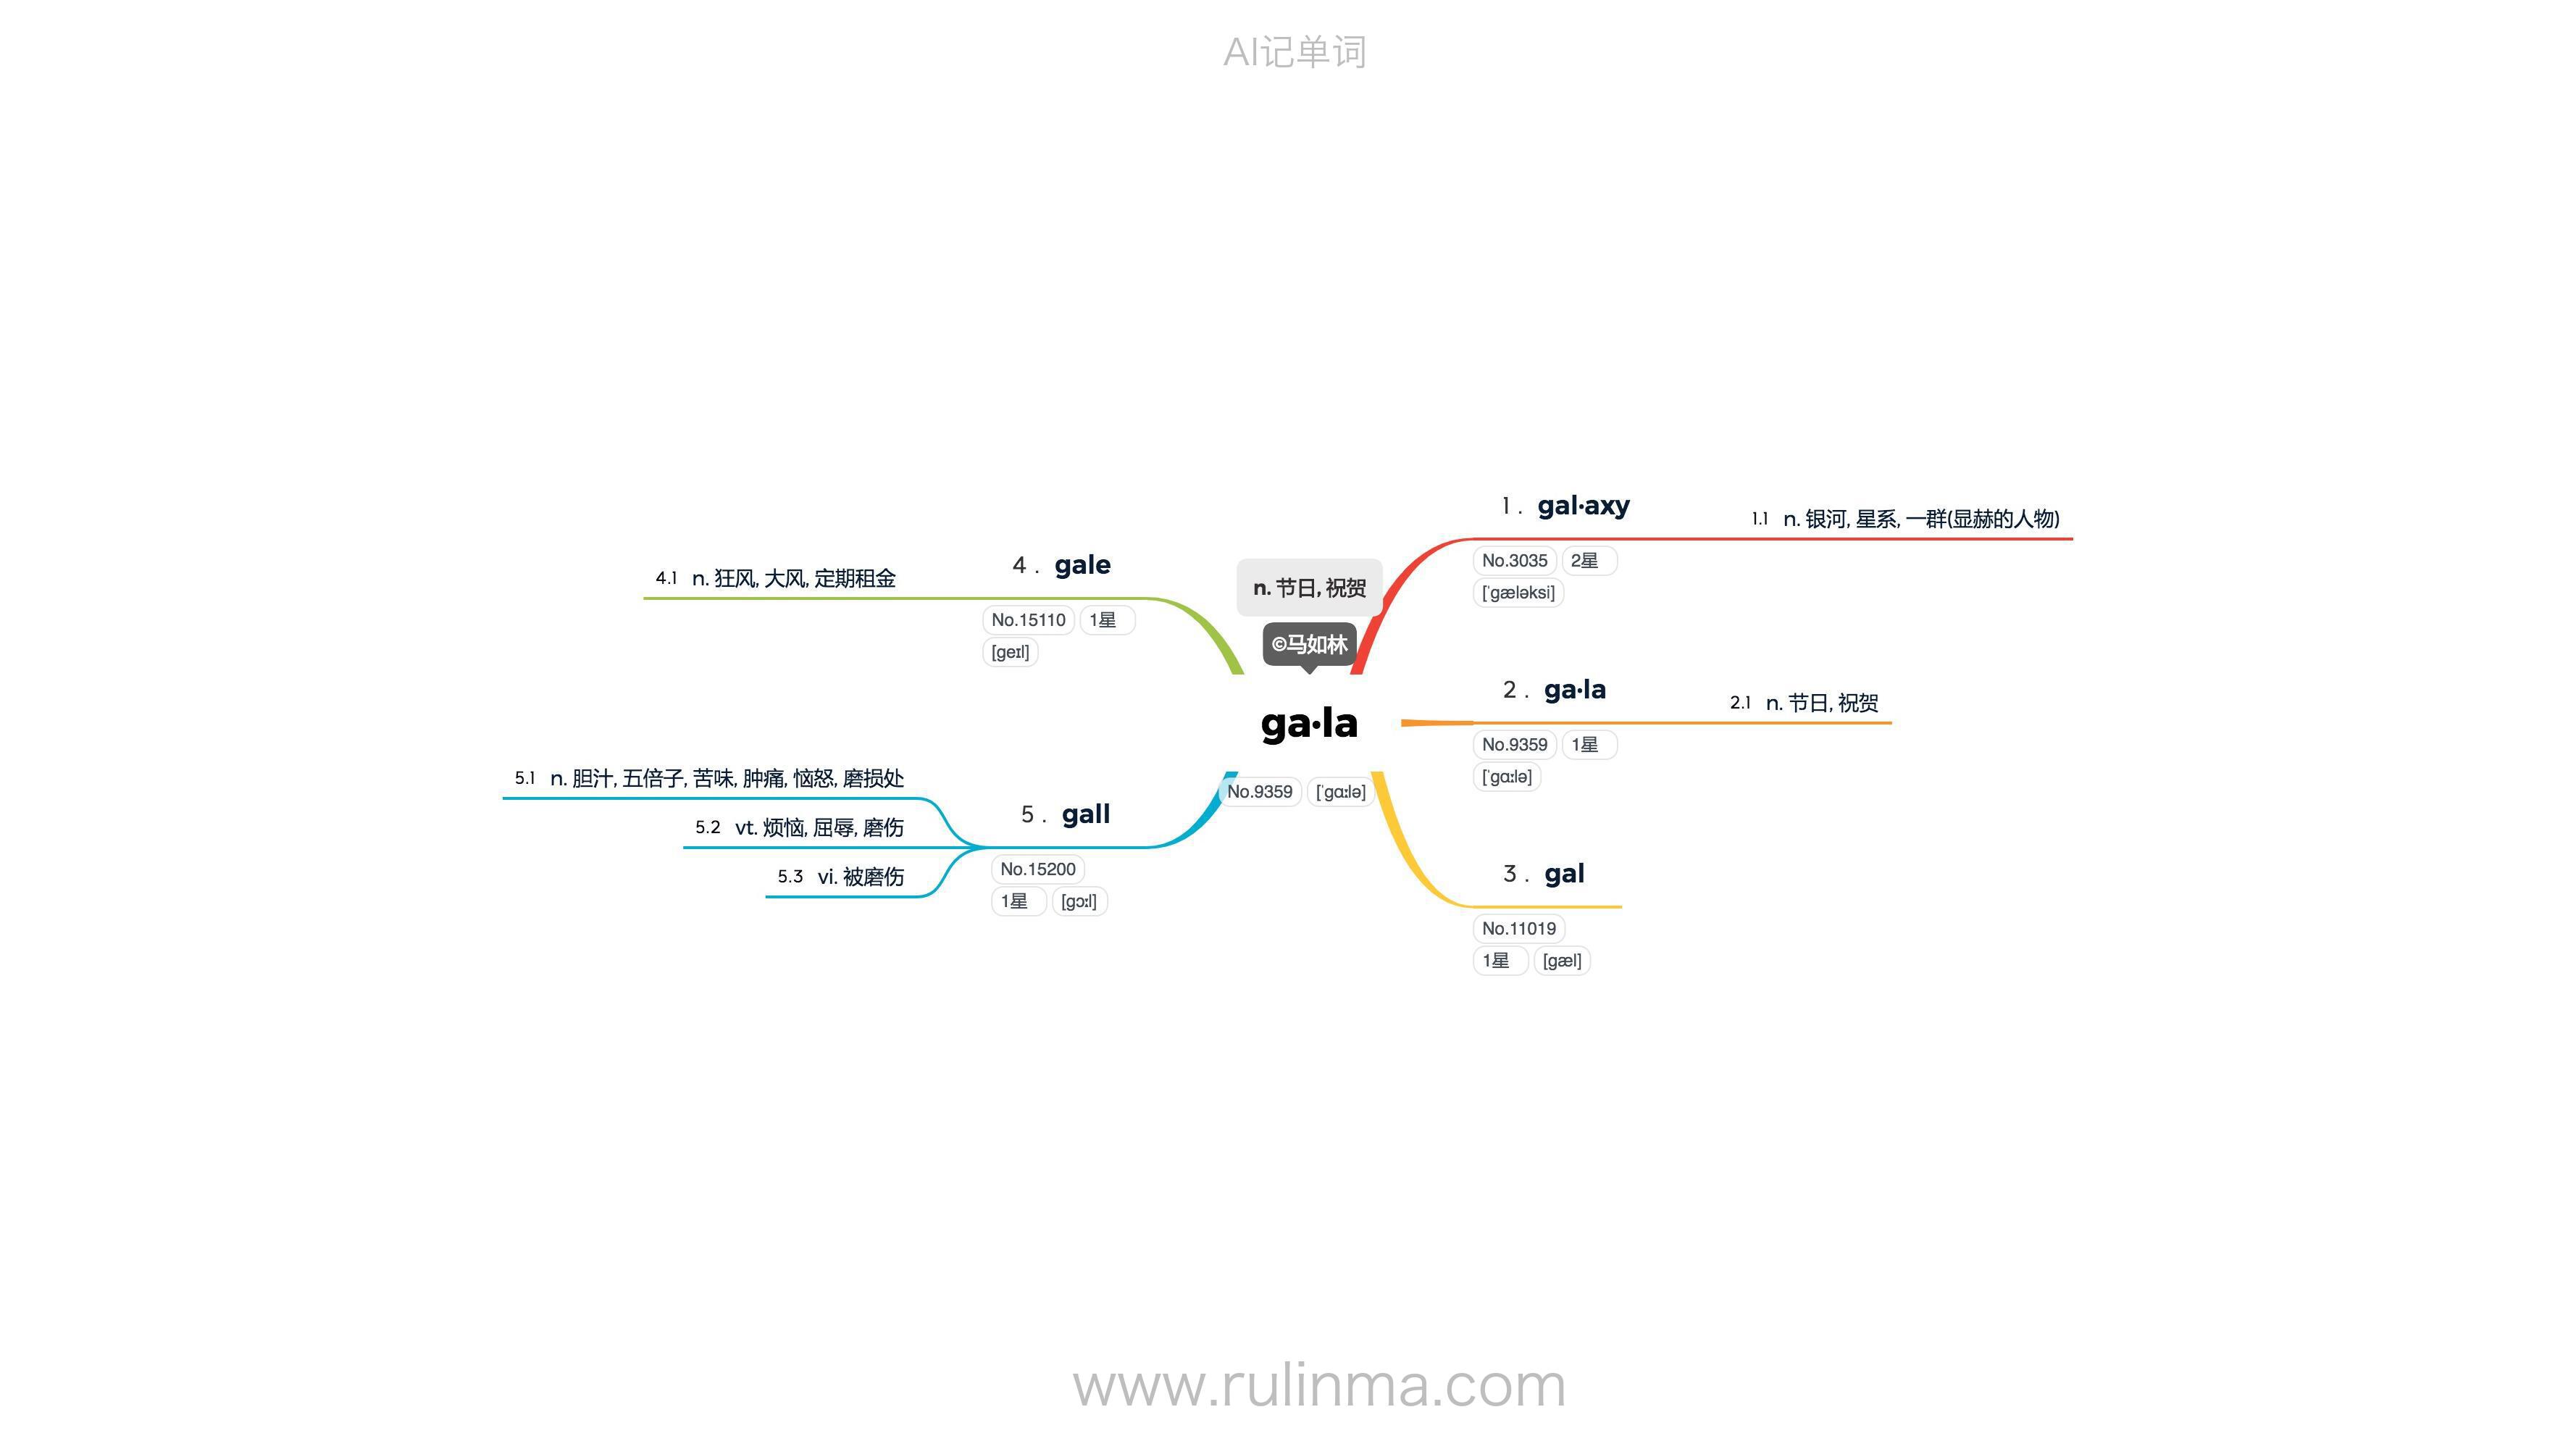 AI记单词
n. 节日, 祝贺
©马如林
ga·la
No.9359 [ˈɡɑːlə]
1 . gal·axy
No.3035 2星
[ˈɡæləksi]
1.1 n. 银河, 星系, 一群(显赫的人物)
2 . ga·la
No.9359 1星
[ˈɡɑːlə]
2.1 n. 节日, 祝贺
3 . gal
No.11019
1星 [ɡæl]
4 . gale
No.15110 1星
[ɡeɪl]
4.1 n. 狂风, 大风, 定期租金
5 . gall
No.15200
1星 [ɡɔːl]
5.1 n. 胆汁, 五倍子, 苦味, 肿痛, 恼怒, 磨损处
5.2 vt. 烦恼, 屈辱, 磨伤
5.3 vi. 被磨伤
www.rulinma.com